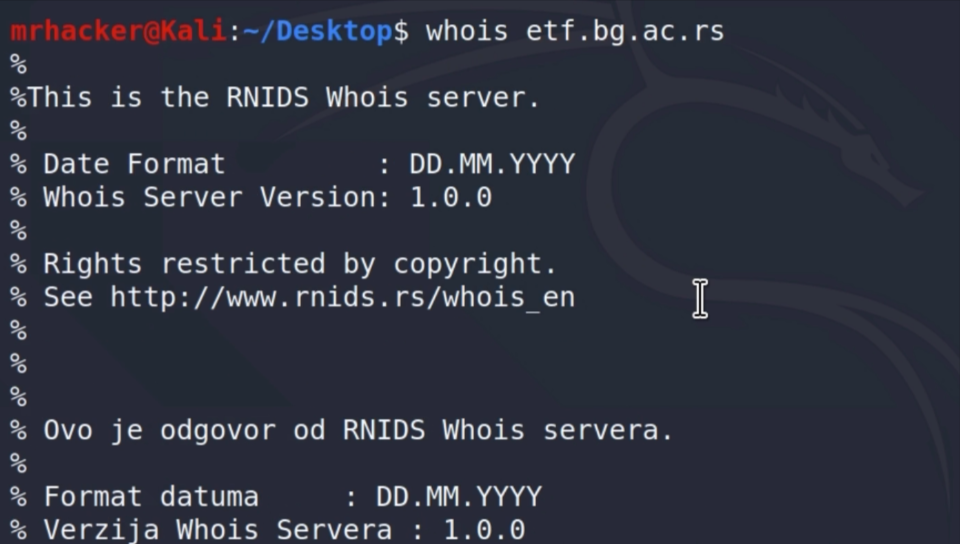 mrhacker@Kali:~/Desktop$ whois etf.bg.ac.rs
%
%This is the RNIDS Whois server.
%
% Date Format         : DD.MM.YYYY
% Whois Server Version: 1.0.0
%
% Rights restricted by copyright.
% See http://www.rnids.rs/whois_en
%
%
%
% Ovo je odgovor od RNIDS Whois servera.
%
% Format datuma     : DD.MM.YYYY
% Verzija Whois Servera : 1.0.0